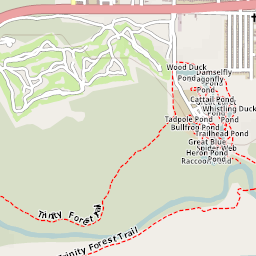 Wood Duck
Pond
Damselfly
Pond
Dragonfly
Pond
Cattail Pond
Whistling Duck
Pond
Tadpole Pond
Bullfrog Pond
Trailhead Pond
Great Blue
Heron Pond
Spider Web
Raccoon Pond
Trinity Forest Trail
Trinity Forest Trail